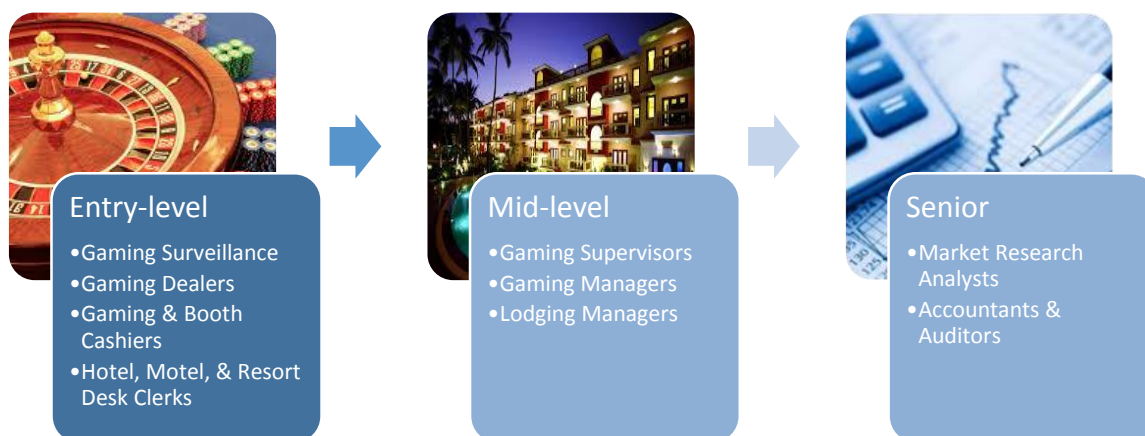 Entry-level
•Gaming Surveillance
•Gaming Dealers
•Gaming & Booth
Cashiers
•Hotel, Motel, & Resort
Desk Clerks
Mid-level
•Gaming Supervisors
•Gaming Managers
•Lodging Managers
Senior
•Market Research
Analysts
•Accountants &
Auditors